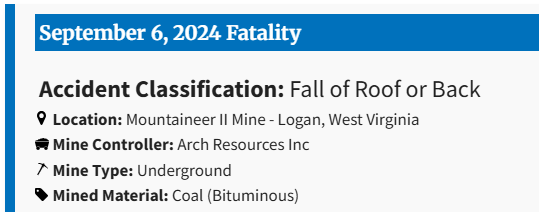 September 6, 2024 Fatality
Accident Classification: Fall of Roof or Back
Location: Mountaineer II Mine - Logan, West Virginia
Mine Controller: Arch Resources Inc
Mine Type: Underground
Mined Material: Coal (Bituminous)